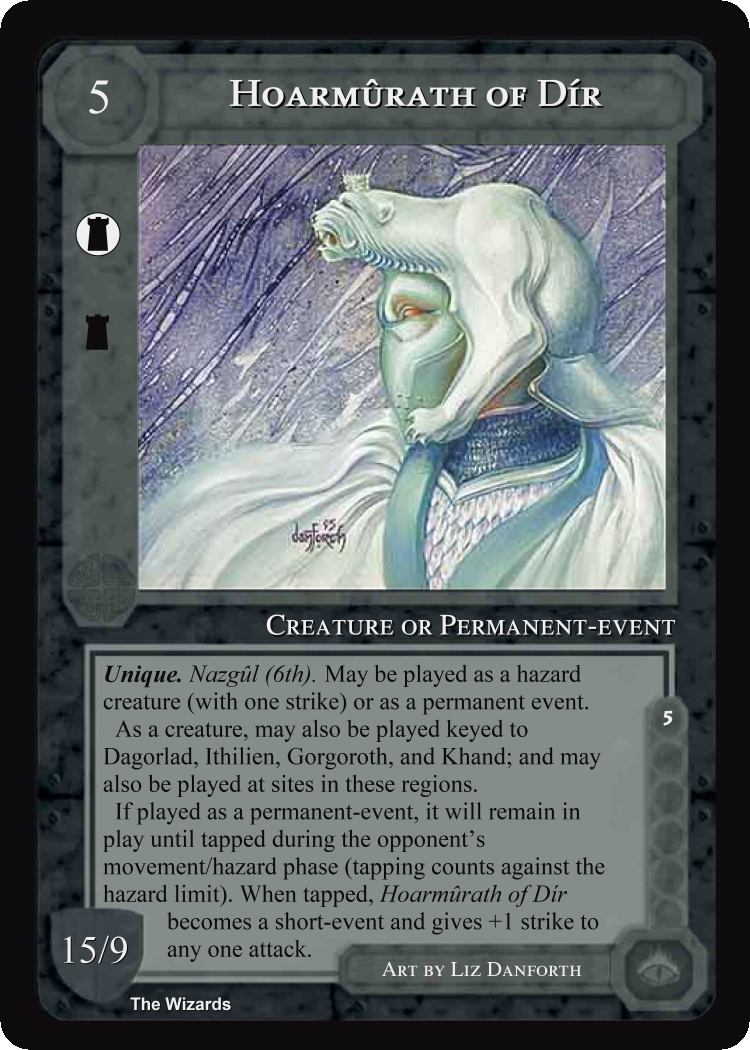 5
Hoarmûrath of Dír
danforth
95
Creature or Permanent-event
Unique. Nazgûl (6th). May be played as a hazard
creature (with one strike) or as a permanent event.
As a creature, may also be played keyed to
Dagorlad, Ithilien, Gorgoroth, and Khand; and may
also be played at sites in these regions.
If played as a permanent-event, it will remain in
play until tapped during the opponent's
movement/hazard phase (tapping counts against the
hazard limit). When tapped, Hoarmûrath of Dír
becomes a short-event and gives +1 strike to
any one attack.
5
15/9
Art by Liz Danforth
The Wizards